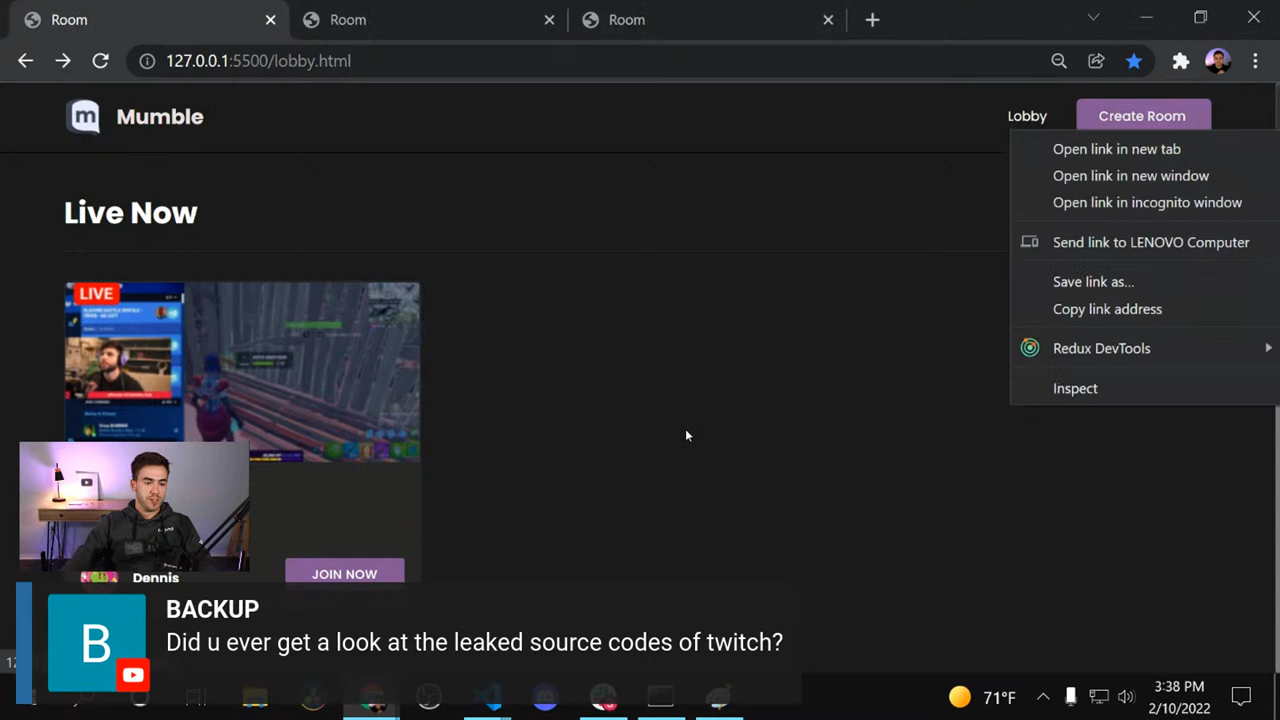 Room
Room
Room
127.0.0.1:5500/lobby.html
m
Mumble
Lobby
Create Room
Open link in new tab
Open link in new window
Open link in incognito window
Send link to LENOVO Computer
Save link as...
Copy link address
Redux DevTools
Inspect
Live Now
LIVE
Dennis
JOIN NOW
B
BACKUP
Did u ever get a look at the leaked source codes of twitch?
71°F
3:38 PM
2/10/2022